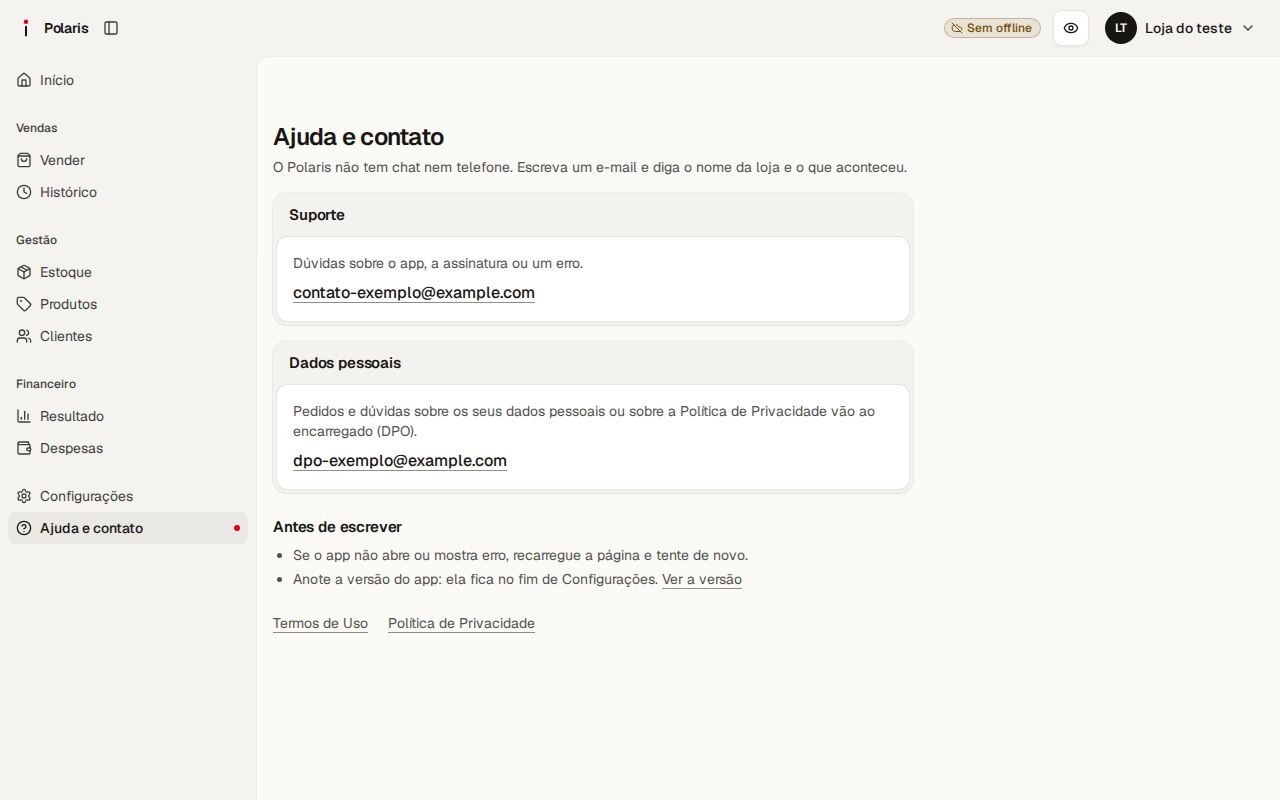 Polaris
Sem offline
LT
Loja do teste
Início
Vendas
Vender
Histórico
Gestão
Estoque
Produtos
Clientes
Financeiro
Resultado
Despesas
Configurações
Ajuda e contato
Ajuda e contato
O Polaris não tem chat nem telefone. Escreva um e-mail e diga o nome da loja e o que aconteceu.
Suporte
Dúvidas sobre o app, a assinatura ou um erro.
contato-exemplo@example.com
Dados pessoais
Pedidos e dúvidas sobre os seus dados pessoais ou sobre a Política de Privacidade vão ao
encarregado (DPO).
dpo-exemplo@example.com
Antes de escrever
Se o app não abre ou mostra erro, recarregue a página e tente de novo.
Anote a versão do app: ela fica no fim de Configurações. Ver a versão
Termos de Uso
Política de Privacidade